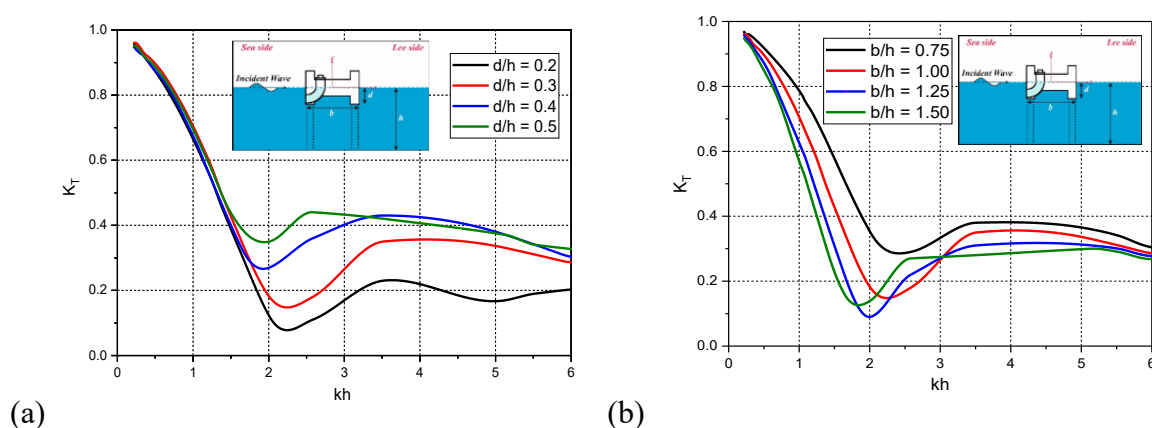 1.0
0.8
0.6
0.4
0.2
0.0
K_T
0 1 2 3 4 5 6
kh
Sea side
Lee side
Incident Wave
b
d
h
d/h = 0.2
d/h = 0.3
d/h = 0.4
d/h = 0.5
(a)
1.0
0.8
0.6
0.4
0.2
0.0
K_T
0 1 2 3 4 5 6
kh
b/h = 0.75
b/h = 1.00
b/h = 1.25
b/h = 1.50
Sea side
Lee side
Incident Wave
b
d
h
(b)